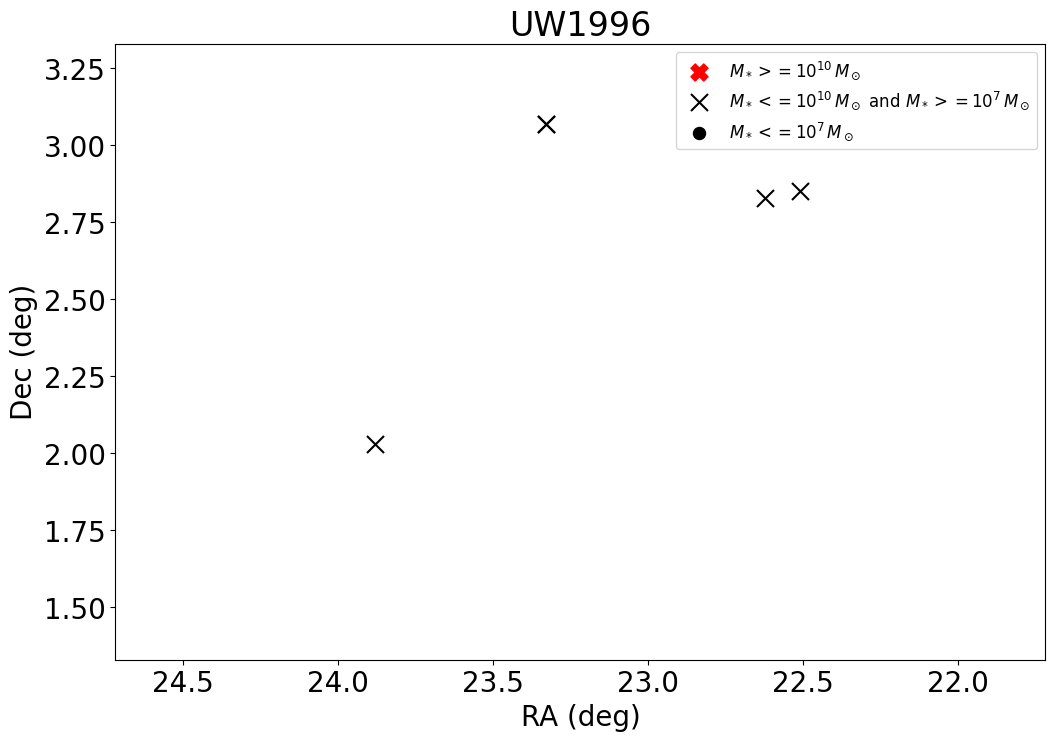 UW1996
M* >= 10^10 M⊙
M* <= 10^10 M⊙ and M* >= 10^7 M⊙
M* <= 10^7 M⊙
3.25
3.00
2.75
2.50
2.25
2.00
1.75
1.50
Dec (deg)
24.5 24.0 23.5 23.0 22.5 22.0
RA (deg)